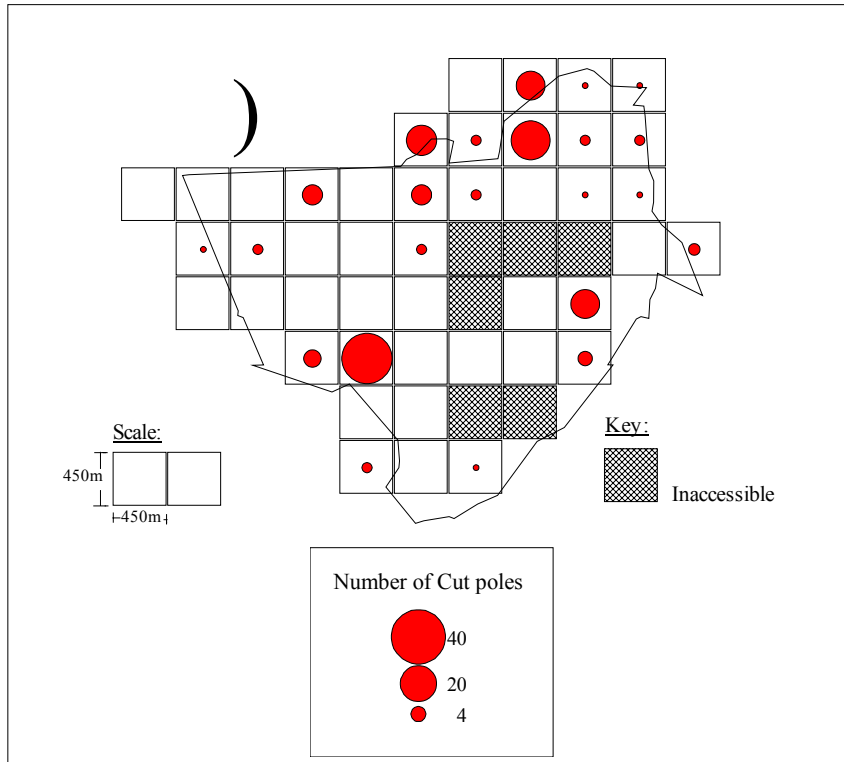 )
Scale:
450m
450m
Key:
Inaccessible
Number of Cut poles
40
20
4